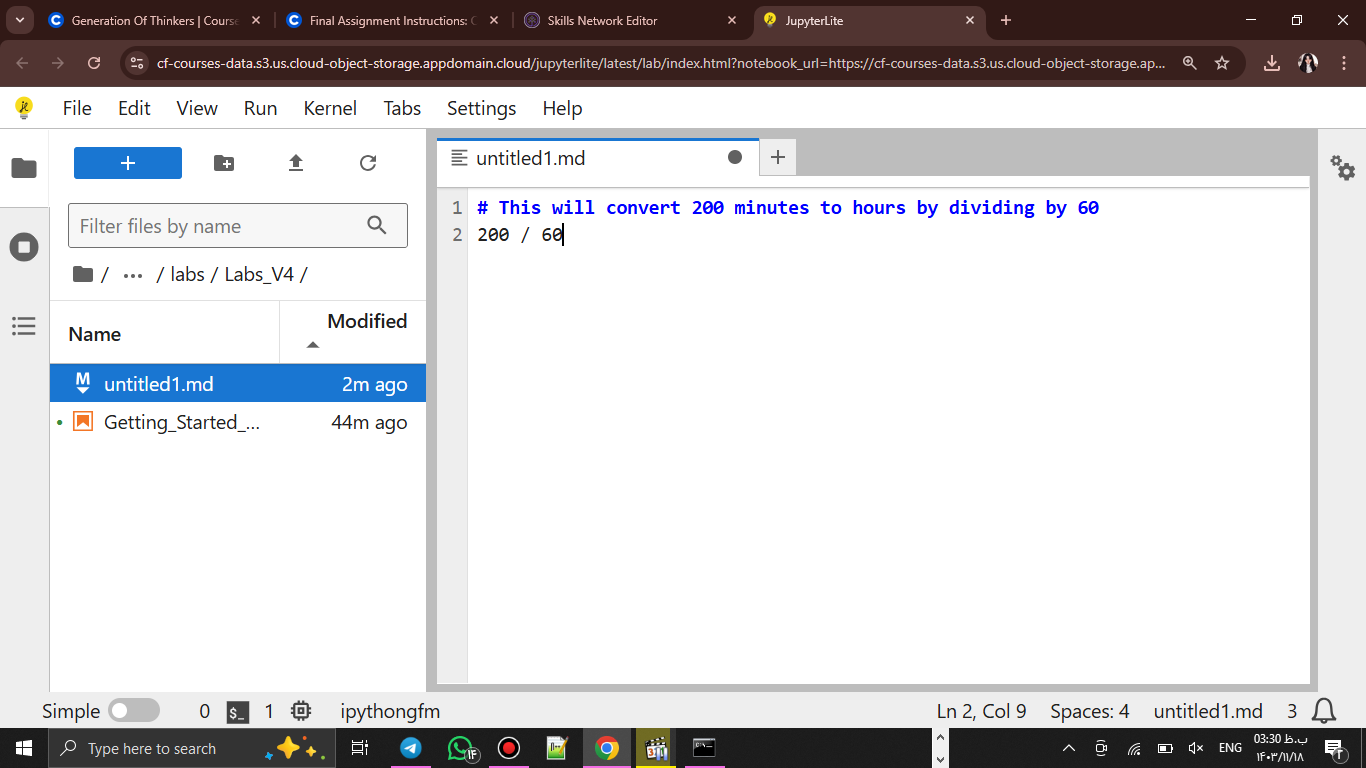 Generation Of Thinkers | Course
Final Assignment Instructions: C
Skills Network Editor
JupyterLite
cf-courses-data.s3.us.cloud-object-storage.appdomain.cloud/jupyterlite/latest/lab/index.html?notebook_url=https://cf-courses-data.s3.us.cloud-object-storage.ap...
File Edit View Run Kernel Tabs Settings Help
untitled1.md
Filter files by name
/ ... / labs / Labs_V4 /
Name Modified
untitled1.md 2m ago
Getting_Started_... 44m ago
1 # This will convert 200 minutes to hours by dividing by 60
2 200 / 60
Simple 0 $_ 1 ipythongfm Ln 2, Col 9 Spaces: 4 untitled1.md 3
Type here to search
۱۴
ENG
03:30 ب.ظ
۱۴۰۳/۱۱/۱۸